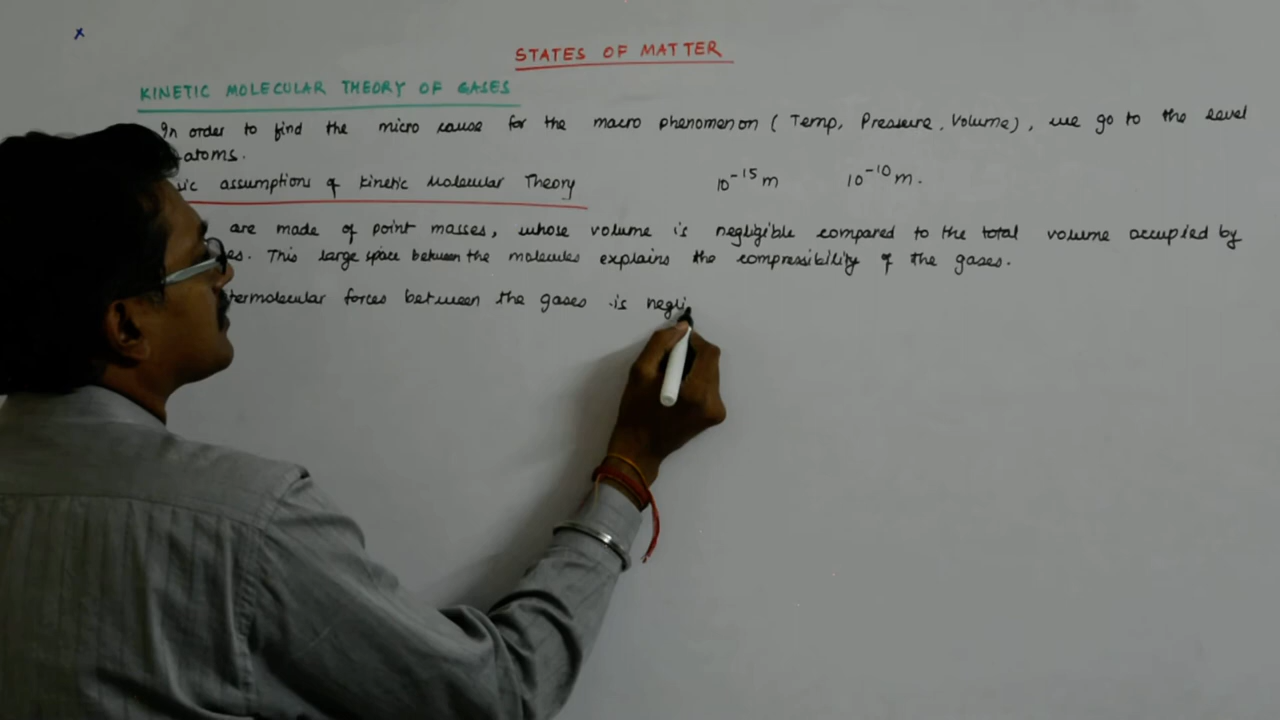 x
STATES OF MATTER
KINETIC MOLECULAR THEORY OF GASES
In order to find the micro cause for the macro phenomenon ( Temp, Pressure, Volume), we go to the level
atoms.
assumptions of Kinetic Molecular Theory 10⁻¹⁵ m 10⁻¹⁰ m.
are made of point masses, whose volume is negligible compared to the total volume occupied by
es. This large space between the molecules explains the compressibility of the gases.
termolecular forces between the gases is negli